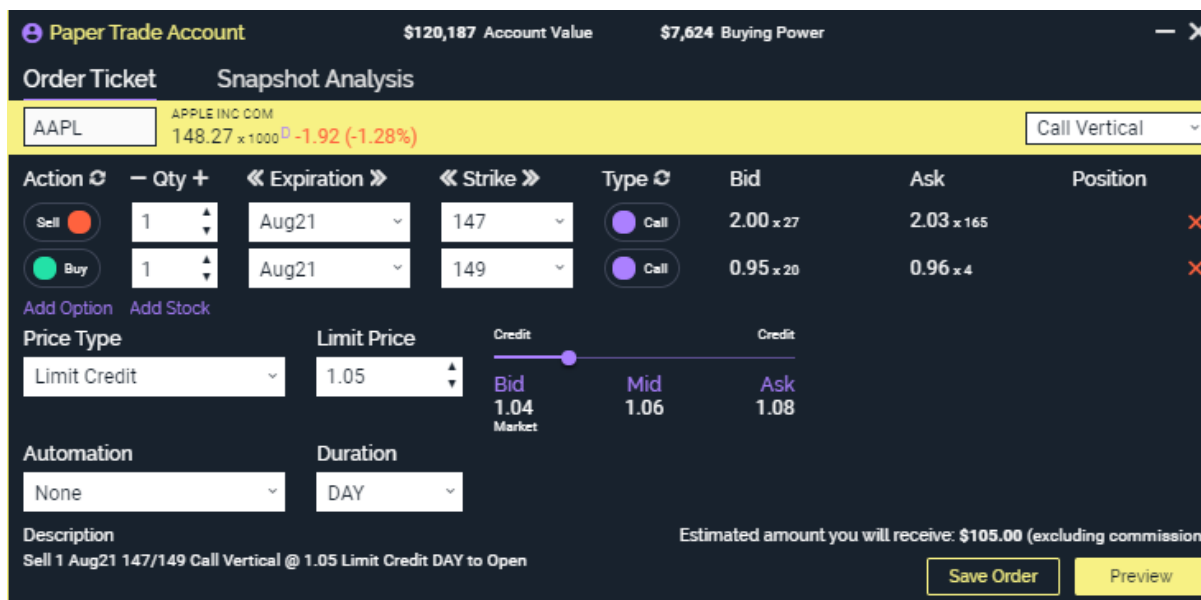 Paper Trade Account $120,187 Account Value $7,624 Buying Power
Order Ticket Snapshot Analysis
AAPL APPLE INC COM Call Vertical
148.27 x 1000 D -1.92 (-1.28%)
Action − Qty + Expiration Strike Type Bid Ask Position
Sell 1 Aug21 147 Call 2.00 x 27 2.03 x 165
Buy 1 Aug21 149 Call 0.95 x 20 0.96 x 4
Add Option Add Stock
Price Type Limit Price Credit Credit
Limit Credit 1.05
Bid Mid Ask
1.04 1.06 1.08
Market
Automation Duration
None DAY
Description Estimated amount you will receive: $105.00 (excluding commission
Sell 1 Aug21 147/149 Call Vertical @ 1.05 Limit Credit DAY to Open
Save Order Preview